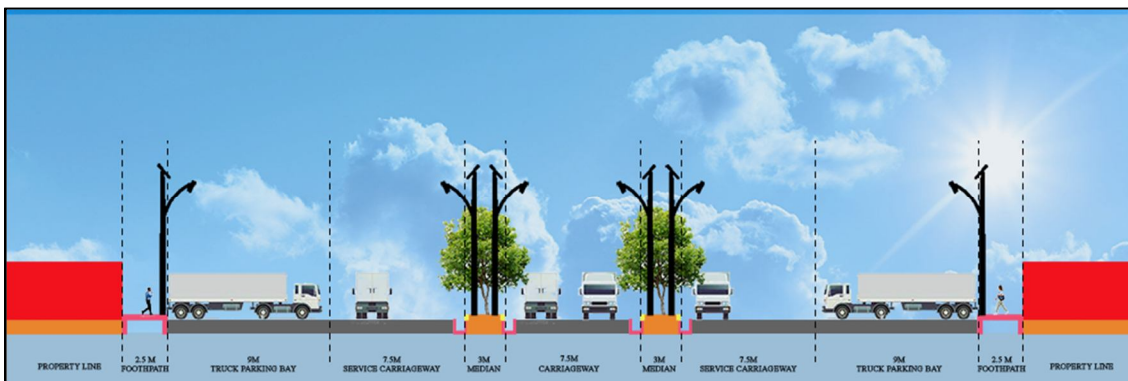 PROPERTY LINE
2.5 M
FOOTPATH
9M
TRUCK PARKING BAY
7.5M
SERVICE CARRIAGEWAY
3M
MEDIAN
7.5M
CARRIAGEWAY
3M
MEDIAN
7.5M
SERVICE CARRIAGEWAY
9M
TRUCK PARKING BAY
2.5 M
FOOTPATH
PROPERTY LINE